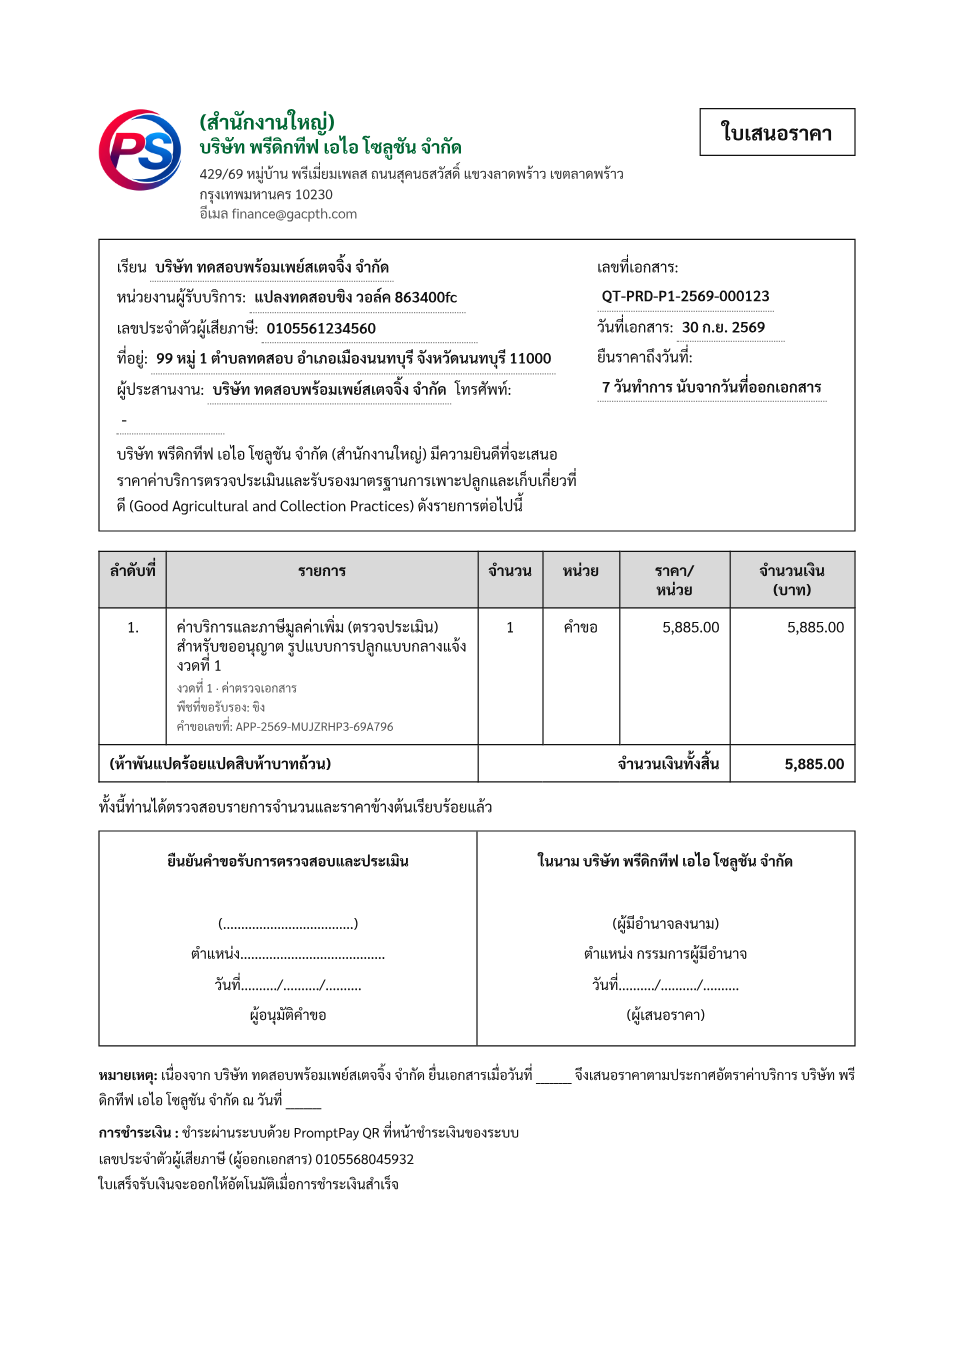 PS
(สำนักงานใหญ่)
บริษัท พรีดิกทีฟ เอไอ โซลูชัน จำกัด
429/69 หมู่บ้าน พรีเมี่ยมเพลส ถนนสุคนธสวัสดิ์ แขวงลาดพร้าว เขตลาดพร้าว
กรุงเทพมหานคร 10230
อีเมล finance@gacpth.com
ใบเสนอราคา
เรียน บริษัท ทดสอบพร้อมเพย์สเตจจิ้ง จำกัด
หน่วยงานผู้รับบริการ: แปลงทดสอบขิง วอล์ค 863400fc
เลขประจำตัวผู้เสียภาษี: 0105561234560
ที่อยู่: 99 หมู่ 1 ตำบลทดสอบ อำเภอเมืองนนทบุรี จังหวัดนนทบุรี 11000
ผู้ประสานงาน: บริษัท ทดสอบพร้อมเพย์สเตจจิ้ง จำกัด โทรศัพท์:
-
บริษัท พรีดิกทีฟ เอไอ โซลูชัน จำกัด (สำนักงานใหญ่) มีความยินดีที่จะเสนอ
ราคาค่าบริการตรวจประเมินและรับรองมาตรฐานการเพาะปลูกและเก็บเกี่ยวที่
ดี (Good Agricultural and Collection Practices) ดังรายการต่อไปนี้
เลขที่เอกสาร:
QT-PRD-P1-2569-000123
วันที่เอกสาร: 30 ก.ย. 2569
ยืนราคาถึงวันที่:
7 วันทำการ นับจากวันที่ออกเอกสาร
ลำดับที่ รายการ จำนวน หน่วย ราคา/ จำนวนเงิน
หน่วย (บาท)
1. ค่าบริการและภาษีมูลค่าเพิ่ม (ตรวจประเมิน) 1 คำขอ 5,885.00 5,885.00
สำหรับขออนุญาต รูปแบบการปลูกแบบกลางแจ้ง
งวดที่ 1
งวดที่ 1 · ค่าตรวจเอกสาร
พืชที่ขอรับรอง: ขิง
คำขอเลขที่: APP-2569-MUJZRHP3-69A796
(ห้าพันแปดร้อยแปดสิบห้าบาทถ้วน) จำนวนเงินทั้งสิ้น 5,885.00
ทั้งนี้ท่านได้ตรวจสอบรายการจำนวนและราคาข้างต้นเรียบร้อยแล้ว
ยืนยันคำขอรับการตรวจสอบและประเมิน
(....................................)
ตำแหน่ง........................................
วันที่........../........../..........
ผู้อนุมัติคำขอ
ในนาม บริษัท พรีดิกทีฟ เอไอ โซลูชัน จำกัด
(ผู้มีอำนาจลงนาม)
ตำแหน่ง กรรมการผู้มีอำนาจ
วันที่........../........../..........
(ผู้เสนอราคา)
หมายเหตุ: เนื่องจาก บริษัท ทดสอบพร้อมเพย์สเตจจิ้ง จำกัด ยื่นเอกสารเมื่อวันที่ _____ จึงเสนอราคาตามประกาศอัตราค่าบริการ บริษัท พรี
ดิกทีฟ เอไอ โซลูชัน จำกัด ณ วันที่ _____
การชำระเงิน : ชำระผ่านระบบด้วย PromptPay QR ที่หน้าชำระเงินของระบบ
เลขประจำตัวผู้เสียภาษี (ผู้ออกเอกสาร) 0105568045932
ใบเสร็จรับเงินจะออกให้อัตโนมัติเมื่อการชำระเงินสำเร็จ